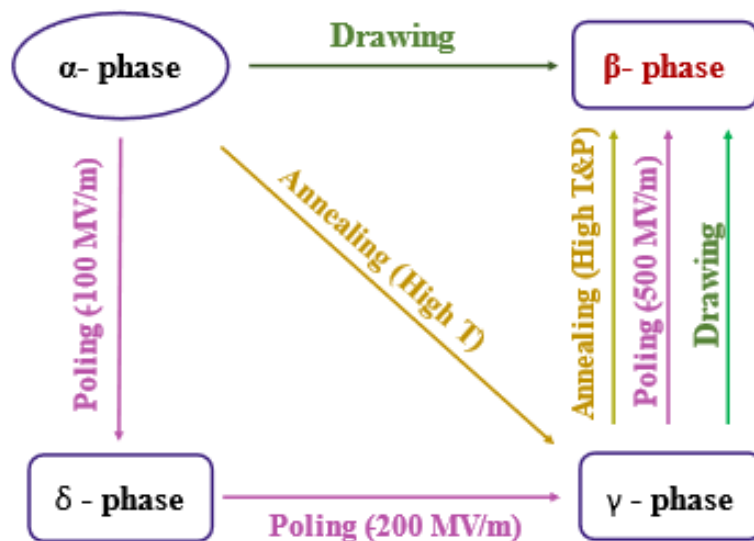 Drawing
α- phase
β- phase
Poling (-100 MV/m)
Annealing (High T)
Annealing (High T&P)
Poling (-500 MV/m)
Drawing
δ - phase
γ - phase
Poling (-200 MV/m)